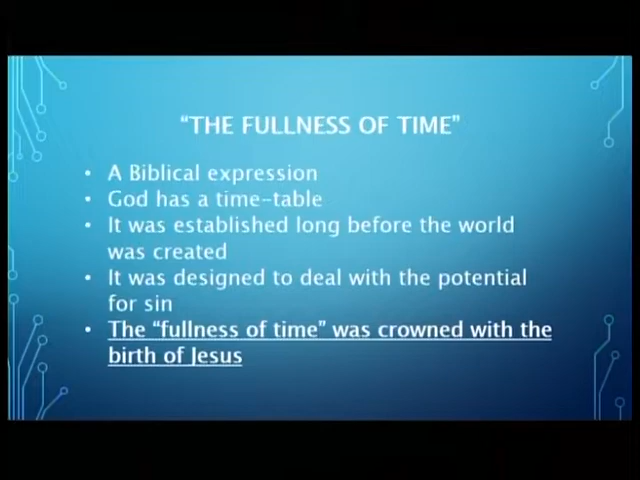 “THE FULLNESS OF TIME”
• A Biblical expression
• God has a time-table
• It was established long before the world
was created
• It was designed to deal with the potential
for sin
• The “fullness of time” was crowned with the
birth of Jesus